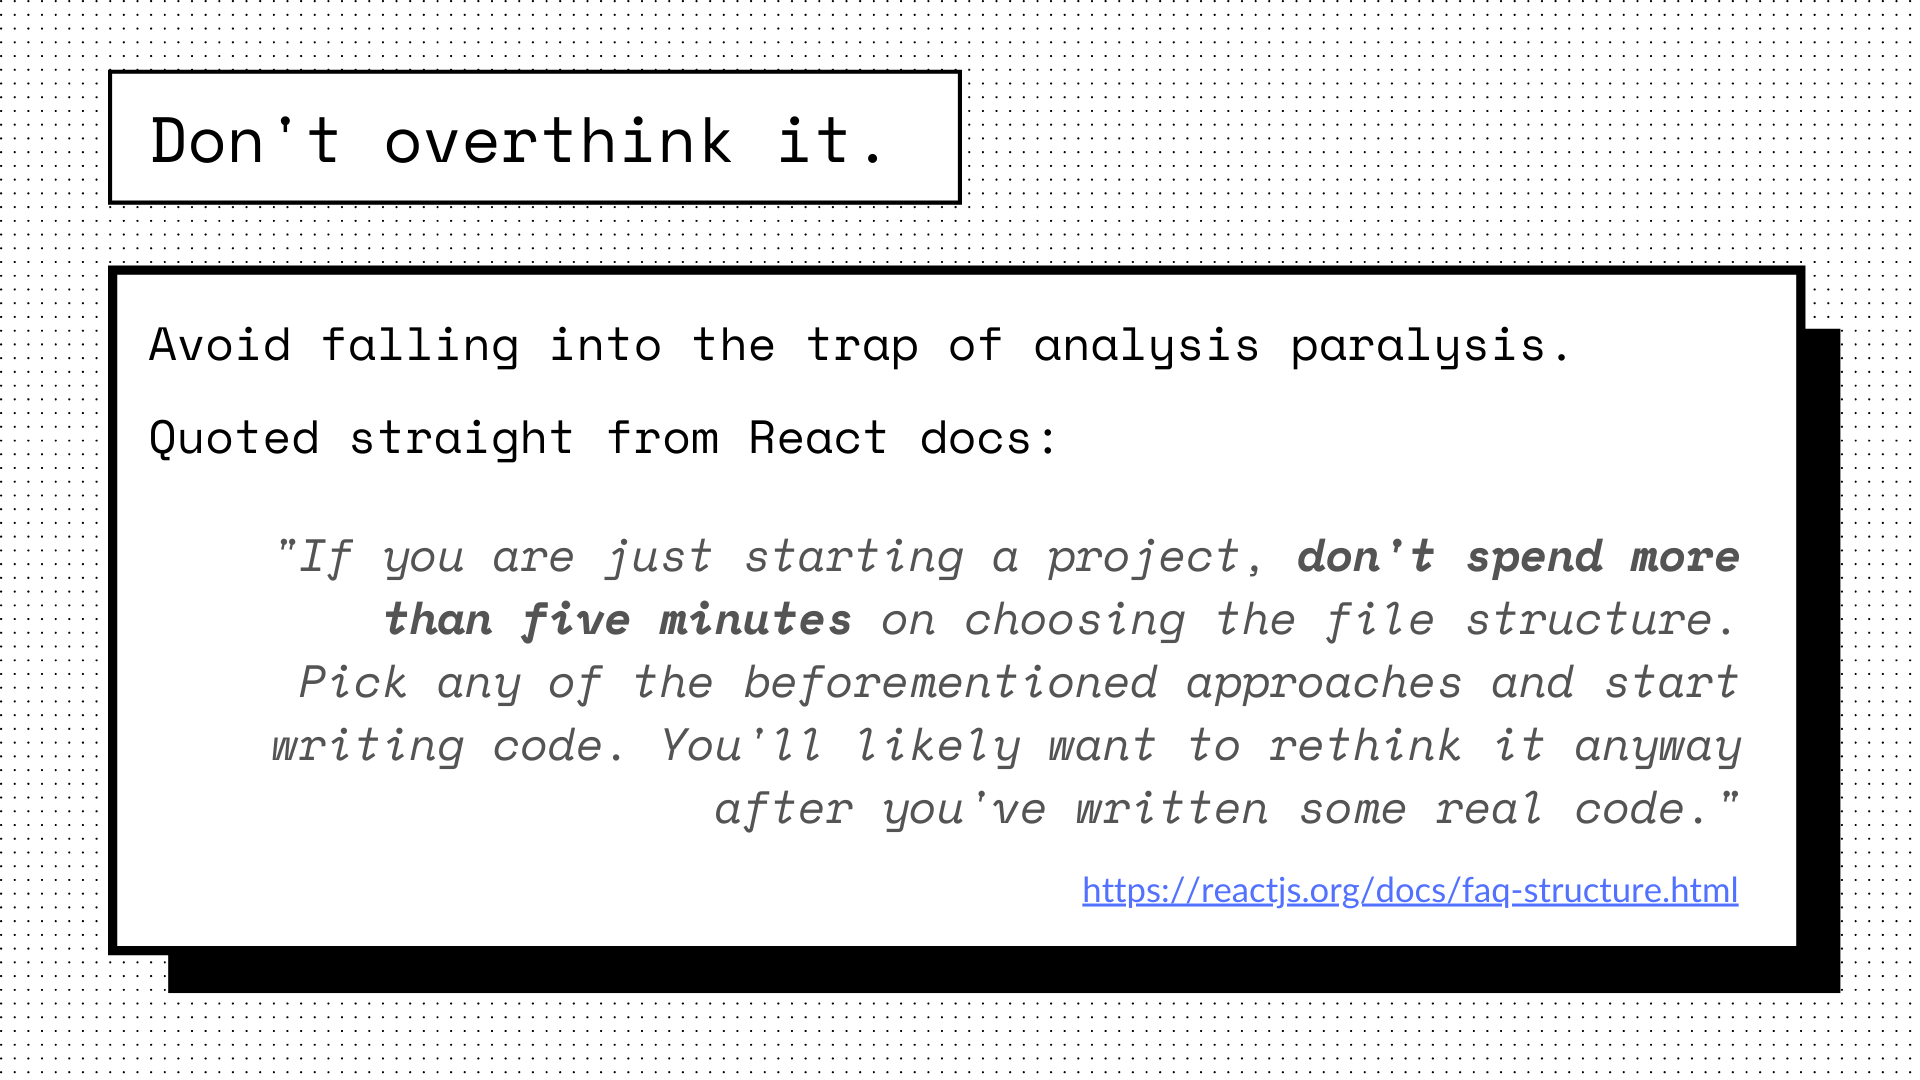 Don't overthink it.
Avoid falling into the trap of analysis paralysis.
Quoted straight from React docs:
"If you are just starting a project, don't spend more
than five minutes on choosing the file structure.
Pick any of the beforementioned approaches and start
writing code. You'll likely want to rethink it anyway
after you've written some real code."
https://reactjs.org/docs/faq-structure.html